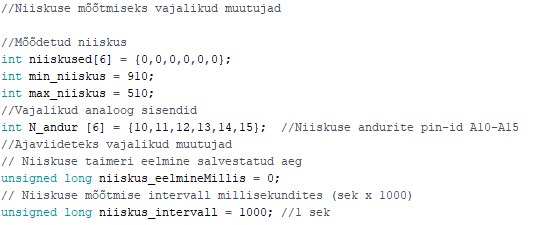 //Niiskuse mõõtmiseks vajalikud muutujad
//Mõõdetud niiskus
int niiskused[6] = {0,0,0,0,0,0};
int min_niiskus = 910;
int max_niiskus = 510;
//Vajalikud analoog sisendid
int N_andur [6] = {10,11,12,13,14,15};  //Niiskuse andurite pin-id A10-A15
//Ajaviideteks vajalikud muutujad
// Niiskuse taimeri eelmine salvestatud aeg
unsigned long niiskus_eelmineMillis = 0;
// Niiskuse mõõtmise intervall millisekundites (sek x 1000)
unsigned long niiskus_intervall = 1000; //1 sek